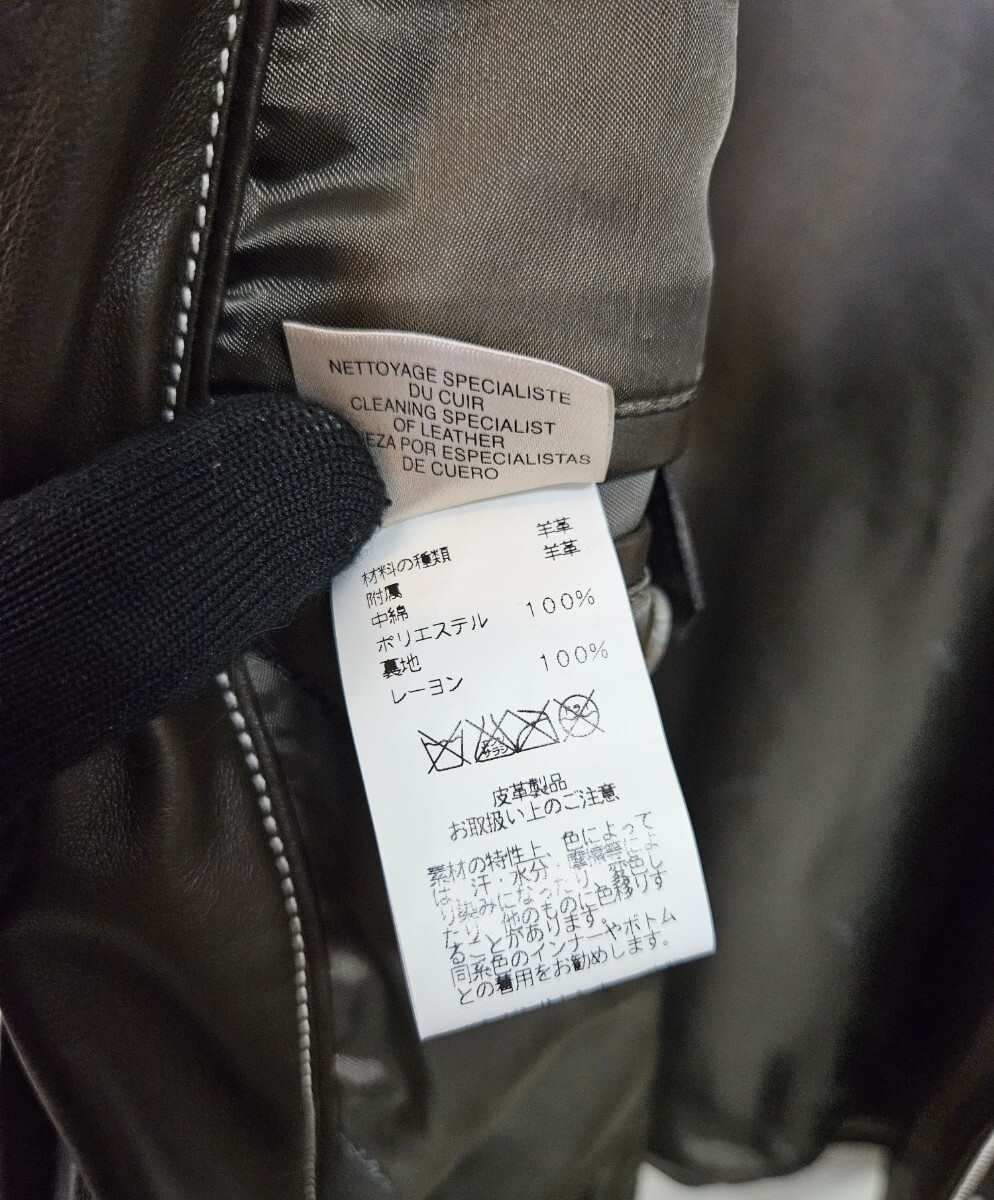 NETTOYAGE SPECIALISTE
DU CUIR
CLEANING SPECIALIST
OF LEATHER
POR ESPECIALISTAS
DE CUERO
羊革
材料の種類 羊革
附属
中綿
ポリエステル 100%
裏地
レーヨン 100%
皮革製品
お取扱い上のご注意
素材の特性上、色によって
は、汗・水分・摩擦等によ
り染みになったり、変色し
たり、他のものに色移りす
ることがあります。
同系色のインナーやボトム
との着用をお勧めします。